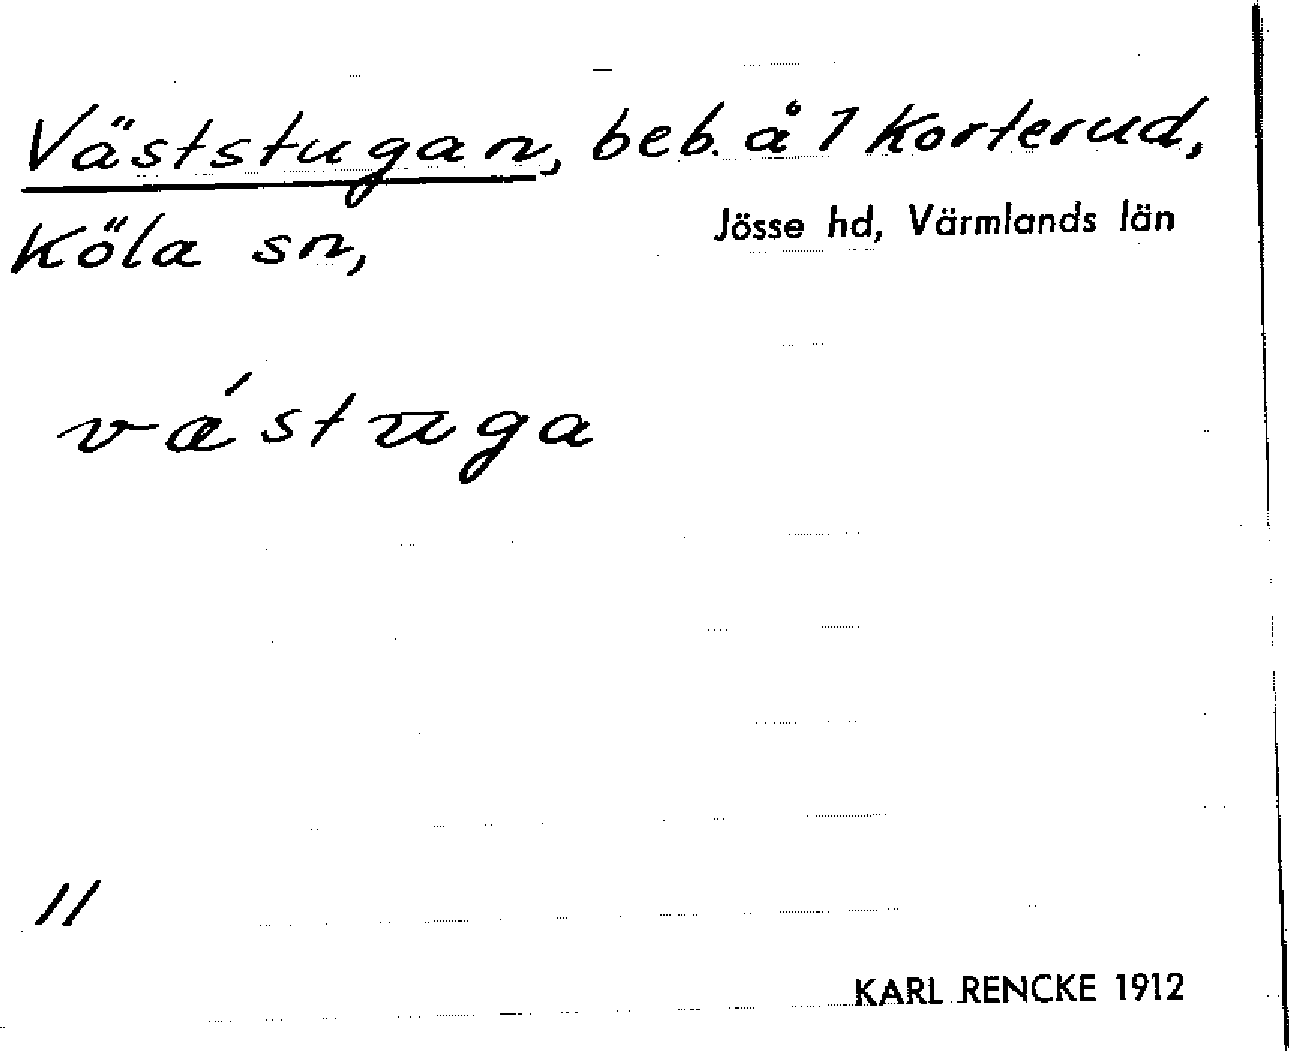 Väststugan, beb. å 1 Korterud,
Köla sn,
Jösse hd, Värmlands län
västuga
11
KARL RENCKE 1912